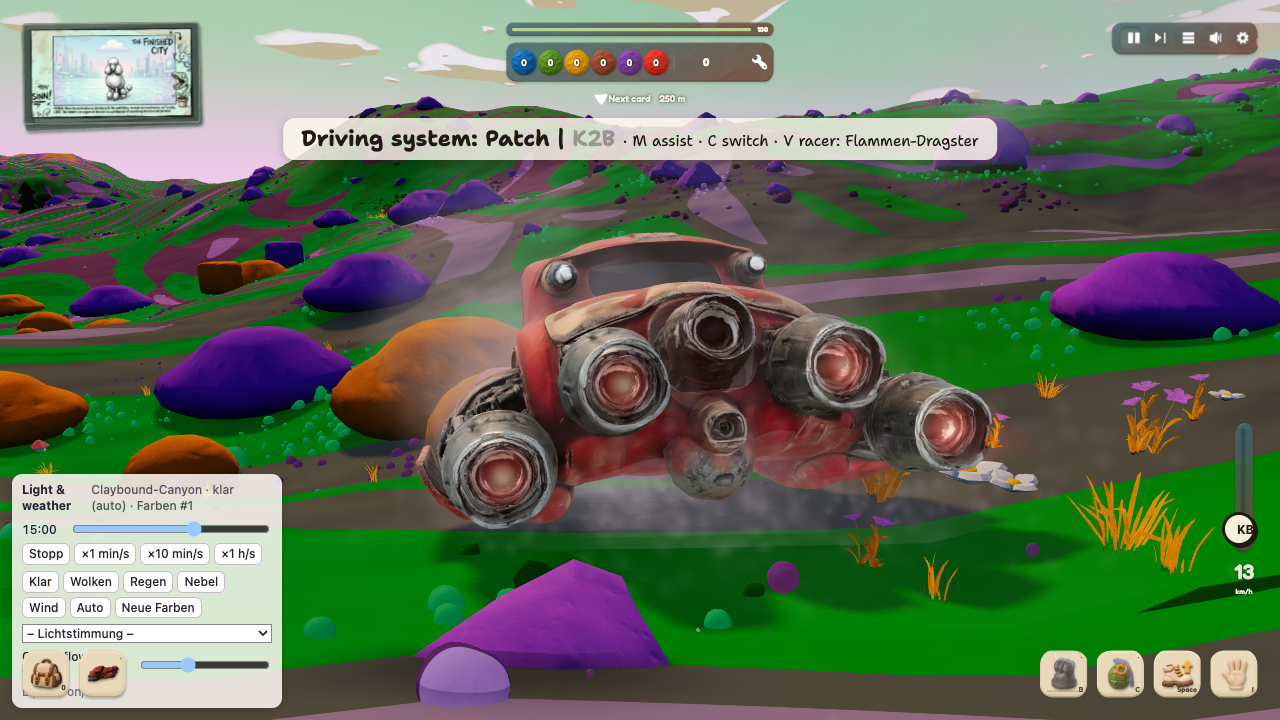 THE FINISHED
CITY
100
0 0 0 0 0 0 0
Next card 250 m
Driving system: Patch | K2B · M assist · C switch · V racer: Flammen-Dragster
Light & weather
Claybound-Canyon · klar (auto) · Farben #1
15:00
Stopp ×1 min/s ×10 min/s ×1 h/s
Klar Wolken Regen Nebel
Wind Auto Neue Farben
– Lichtstimmung –
0
KB
13
km/h
B C Space I